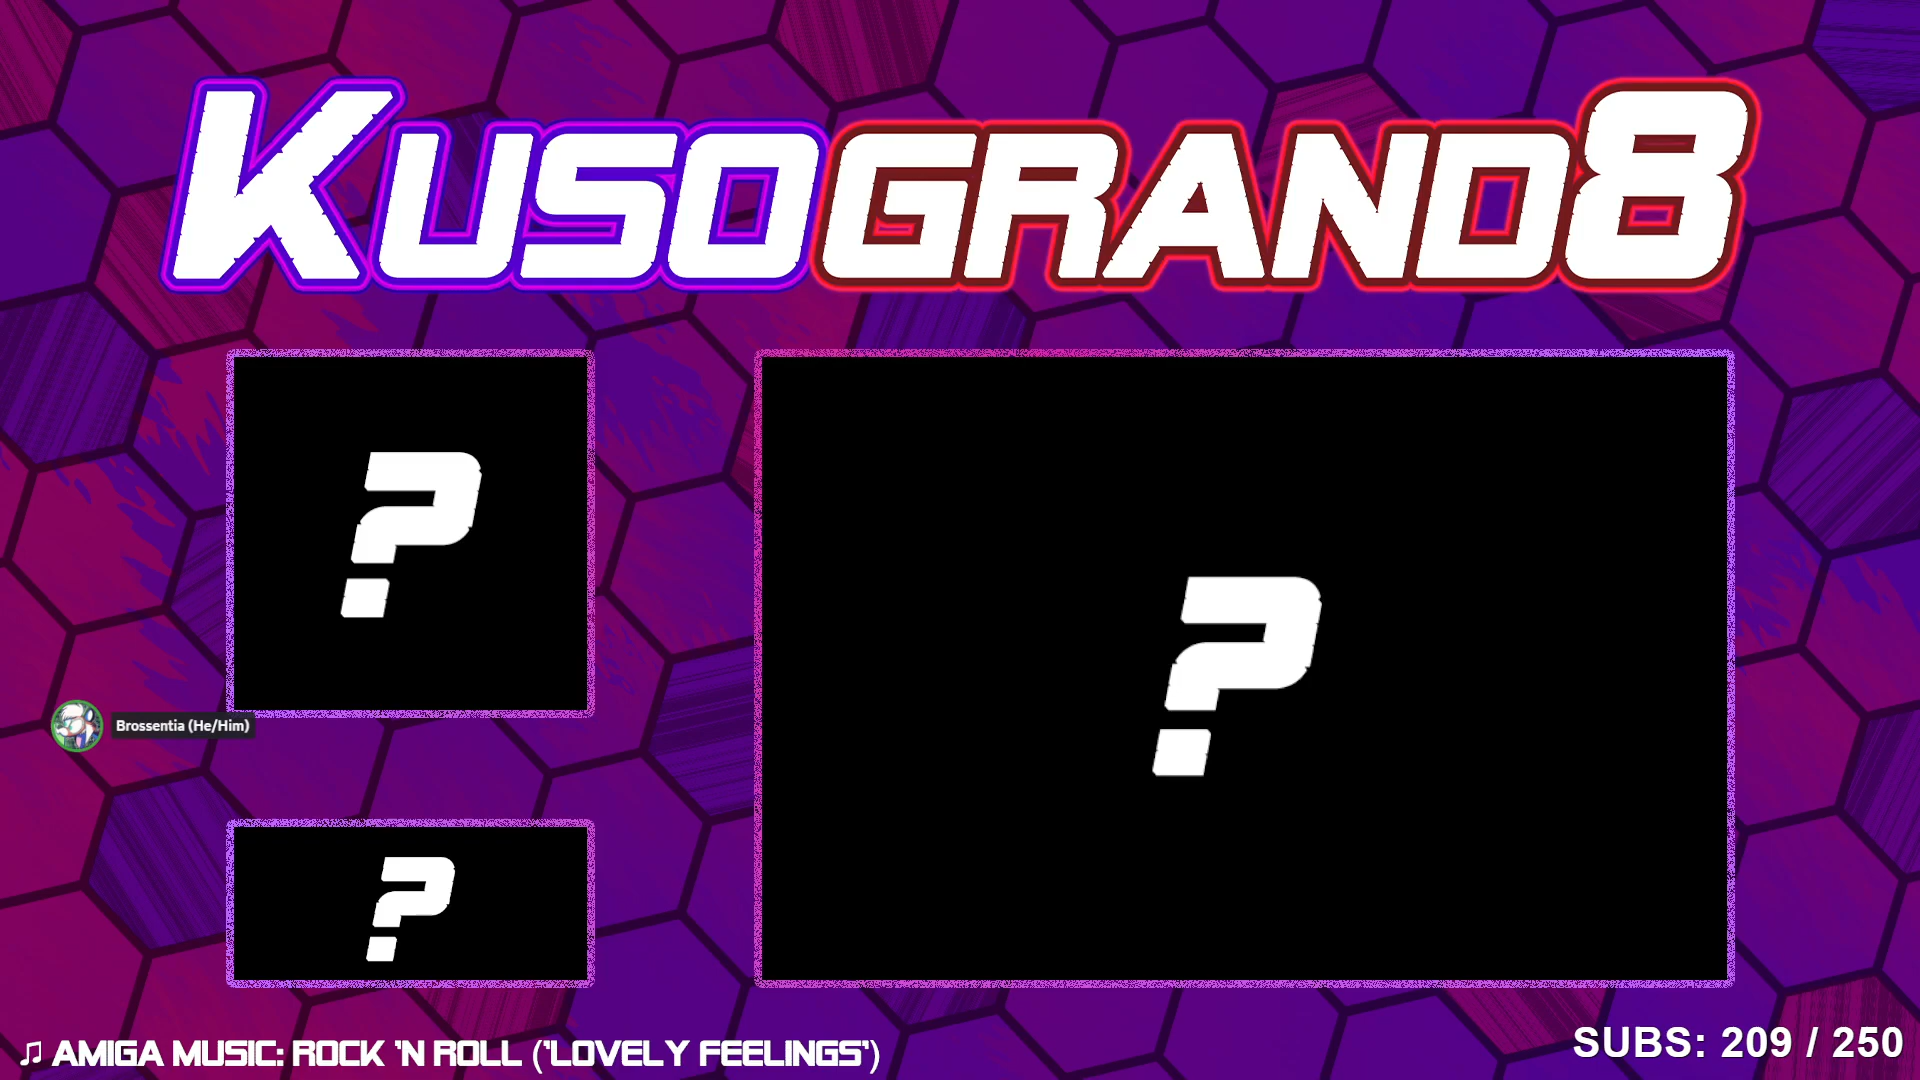 KUSOGRAND8
?
?
Brossentia (He/Him)
?
♫ AMIGA MUSIC: ROCK 'N ROLL ('LOVELY FEELINGS')
SUBS: 209 / 250